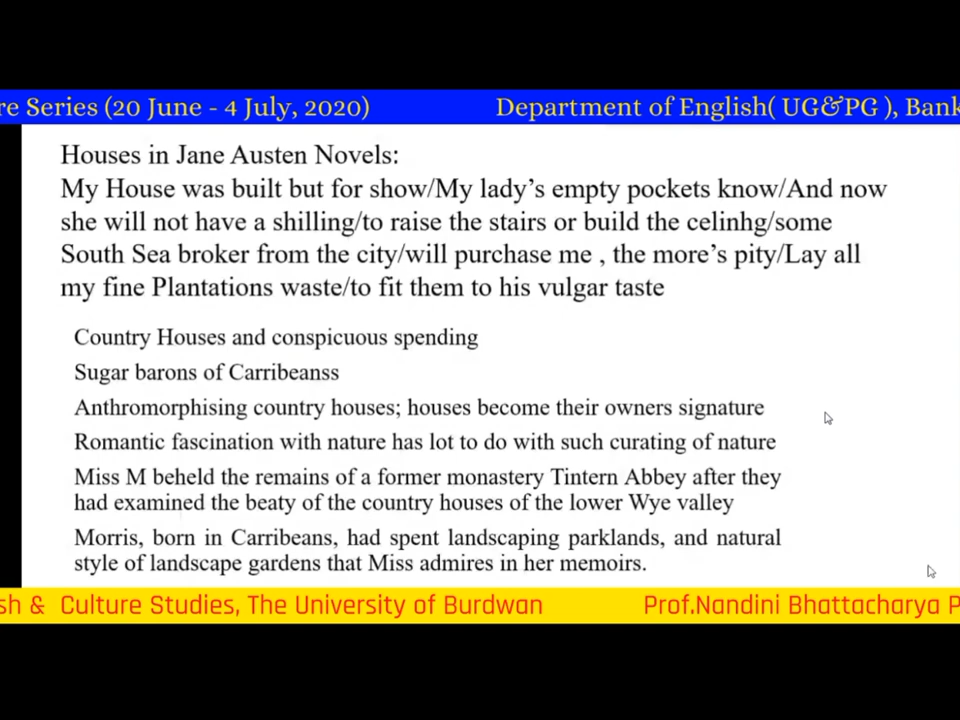 re Series (20 June - 4 July, 2020) Department of English( UG&PG ), Bank
Houses in Jane Austen Novels:
My House was built but for show/My lady’s empty pockets know/And now
she will not have a shilling/to raise the stairs or build the celinhg/some
South Sea broker from the city/will purchase me , the more’s pity/Lay all
my fine Plantations waste/to fit them to his vulgar taste
Country Houses and conspicuous spending
Sugar barons of Carribeanss
Anthromorphising country houses; houses become their owners signature
Romantic fascination with nature has lot to do with such curating of nature
Miss M beheld the remains of a former monastery Tintern Abbey after they
had examined the beaty of the country houses of the lower Wye valley
Morris, born in Carribeans, had spent landscaping parklands, and natural
style of landscape gardens that Miss admires in her memoirs.
sh & Culture Studies, The University of Burdwan Prof.Nandini Bhattacharya P